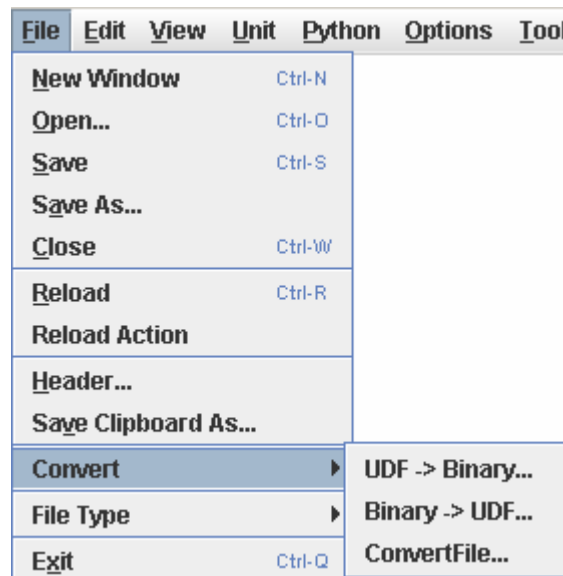 File Edit View Unit Python Options Tool
New Window Ctrl-N
Open... Ctrl-O
Save Ctrl-S
Save As...
Close Ctrl-W
Reload Ctrl-R
Reload Action
Header...
Save Clipboard As...
Convert UDF -> Binary...
File Type Binary -> UDF...
Exit Ctrl-Q ConvertFile...